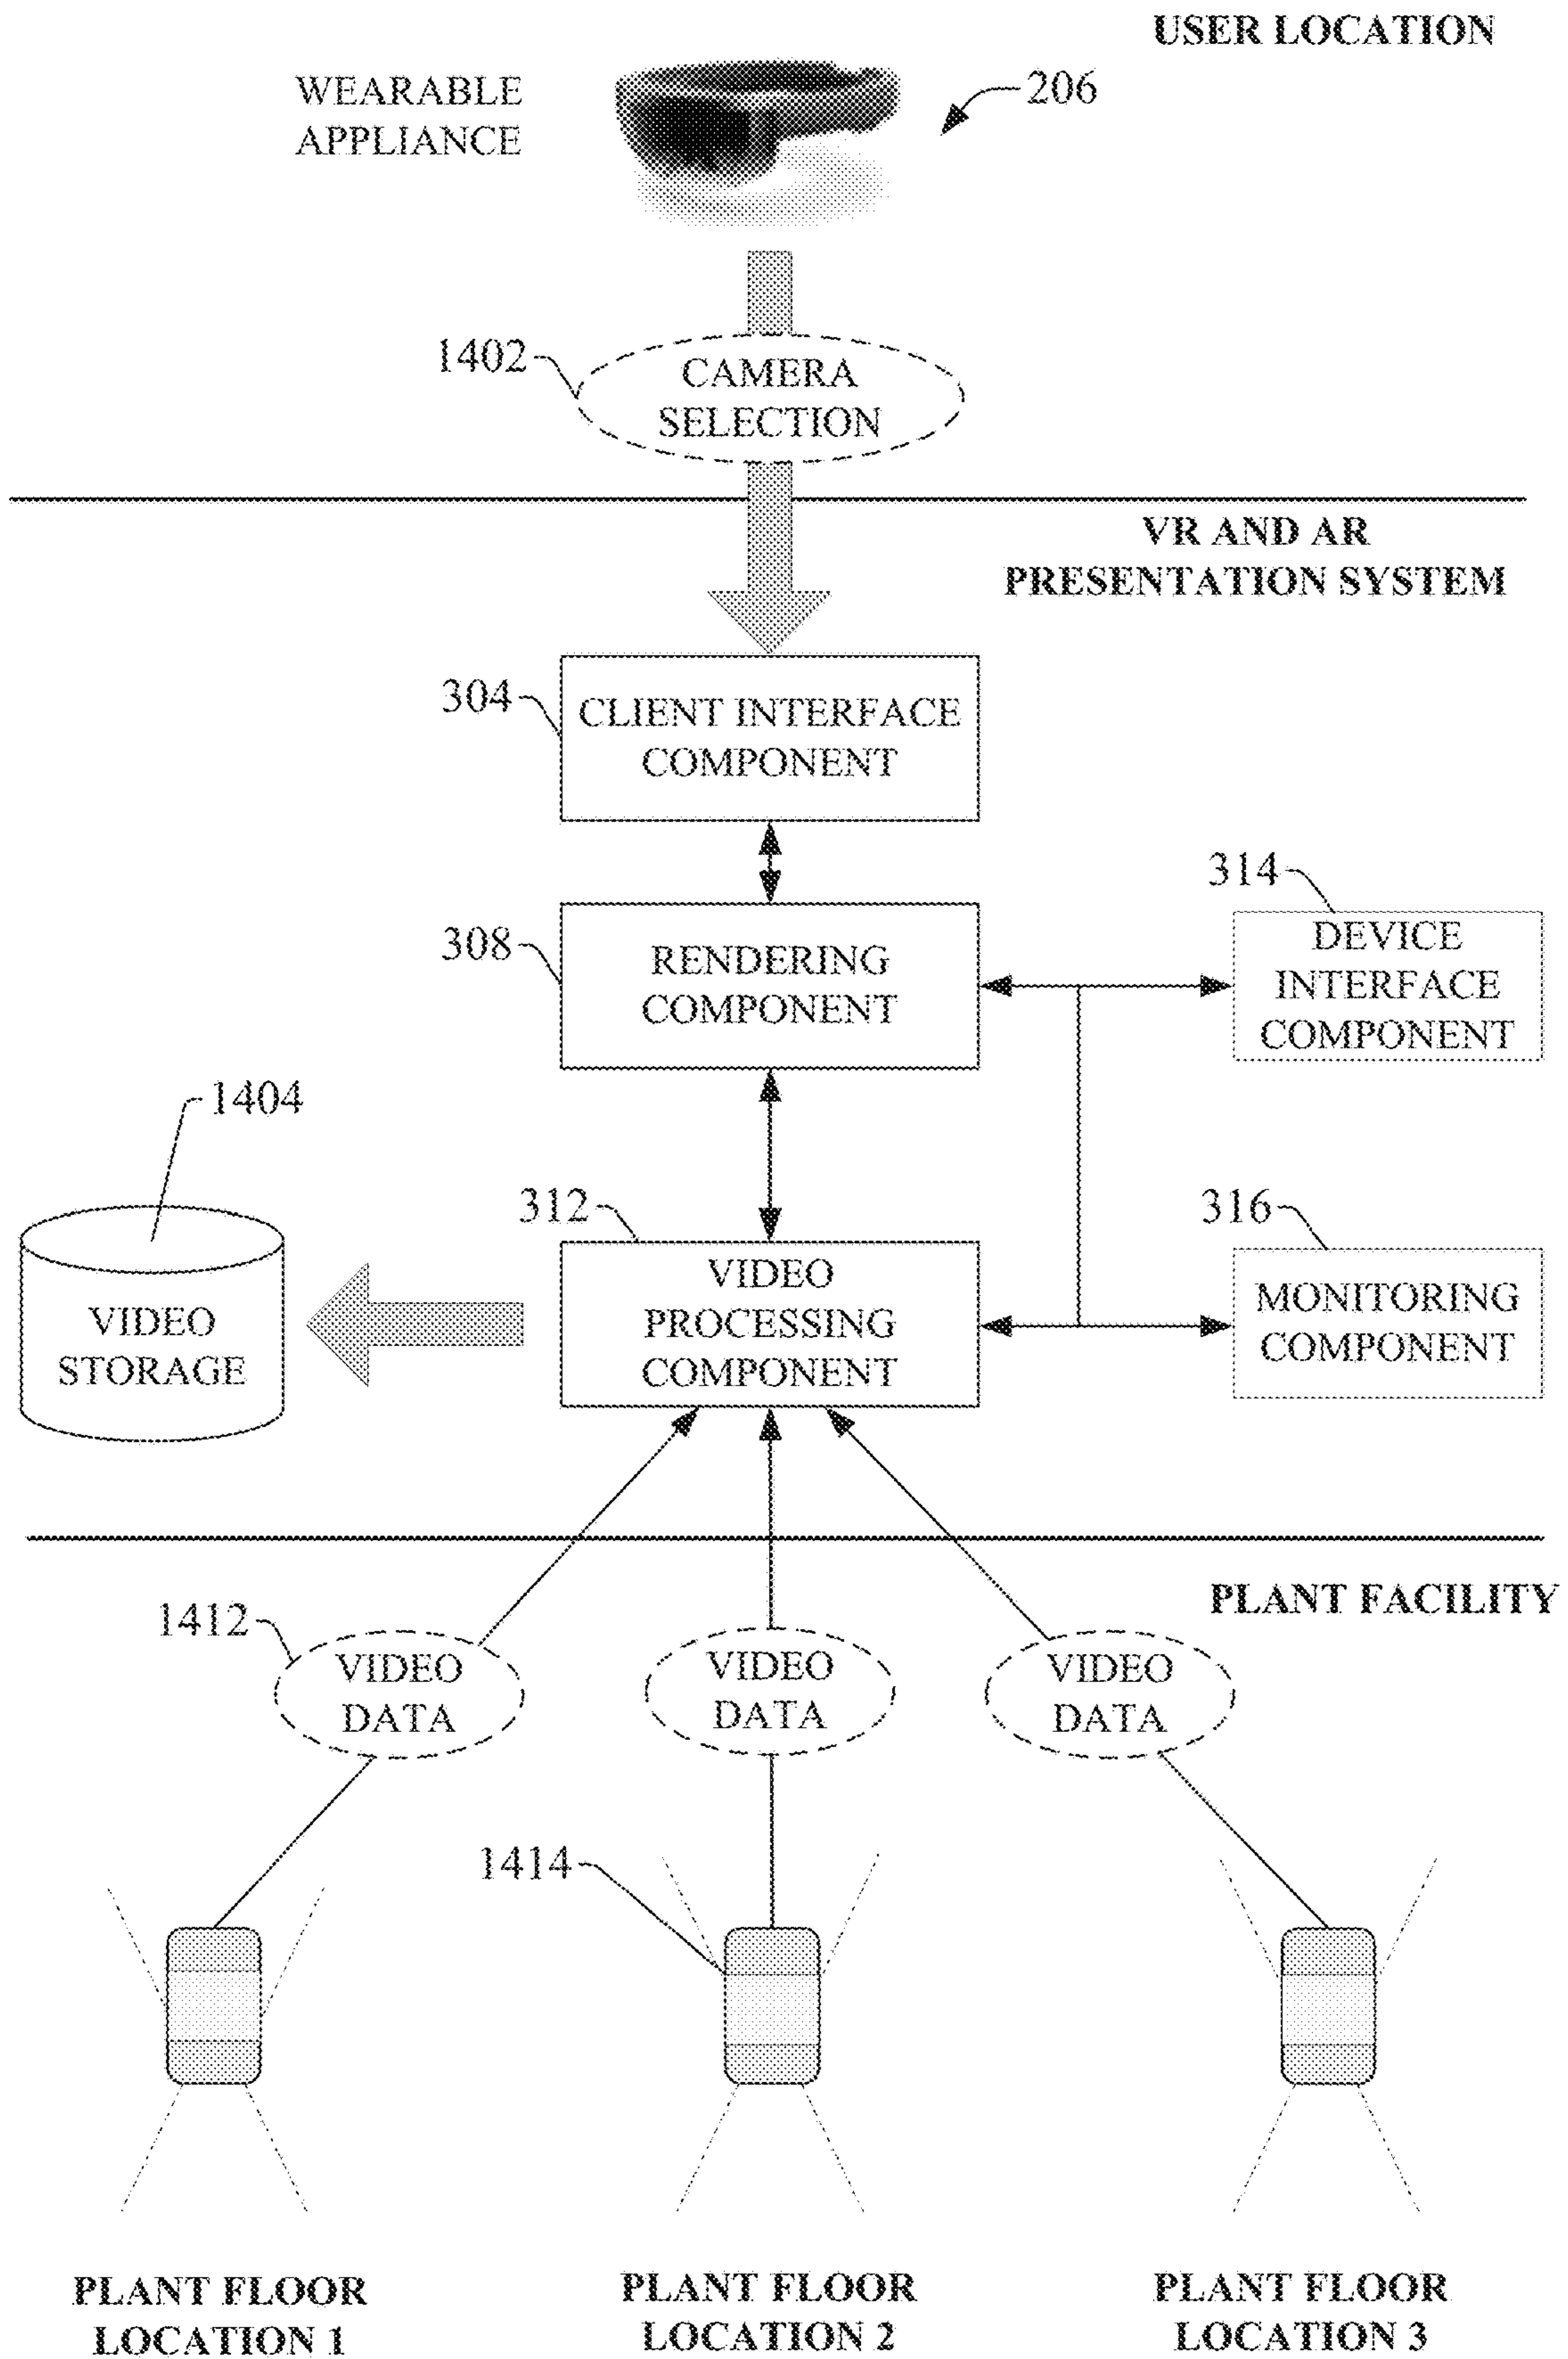 USER LOCATION
WEARABLE
APPLIANCE
206
1402
CAMERA
SELECTION
VR AND AR
PRESENTATION SYSTEM
304
CLIENT INTERFACE
COMPONENT
314
308
RENDERING
COMPONENT
DEVICE
INTERFACE
COMPONENT
1404
312
316
VIDEO
STORAGE
VIDEO
PROCESSING
COMPONENT
MONITORING
COMPONENT
PLANT FACILITY
1412
VIDEO
DATA
VIDEO
DATA
VIDEO
DATA
1414
PLANT FLOOR
LOCATION 1
PLANT FLOOR
LOCATION 2
PLANT FLOOR
LOCATION 3